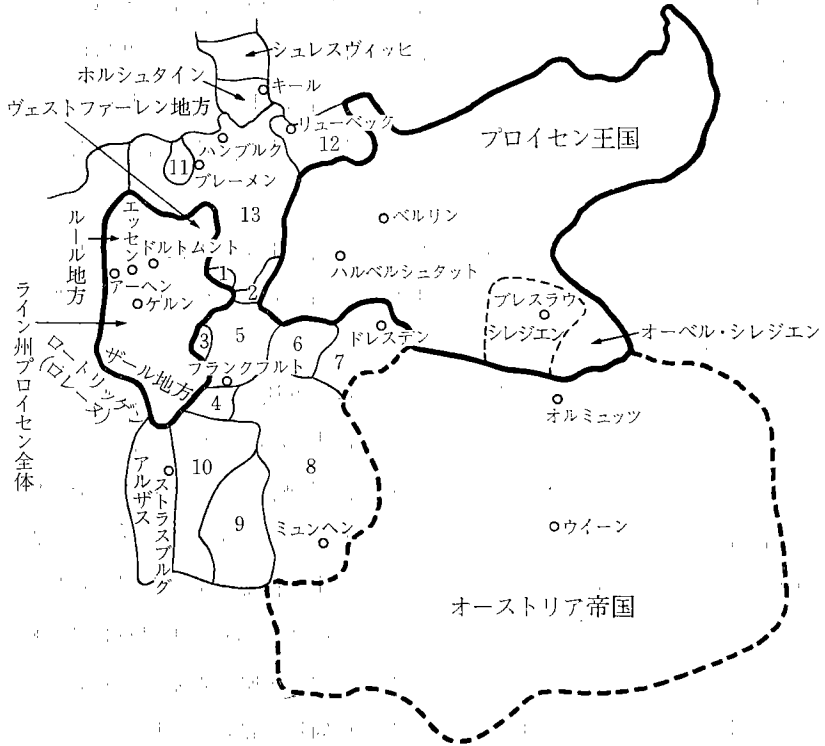 シュレスヴィッヒ
ホルシュタイン
キール
ヴェストファーレン地方
リューベック
12
プロイセン王国
ハンブルク
11
ブレーメン
13
ベルリン
エッセン
ルール地方
ドルトムント
ハルベルシュタット
アーヘン
1
2
ケルン
ブレスラウ
シレジエン
オーベル・シレジエン
ライン州プロイセン全体
3
5
6
7
ドレステン
ザール地方
フランクフルト
ロートリンゲン
(ロレーヌ)
4
オルミュッツ
10
8
アルザス
ストラスブルグ
9
ミュンヘン
ウイーン
オーストリア帝国